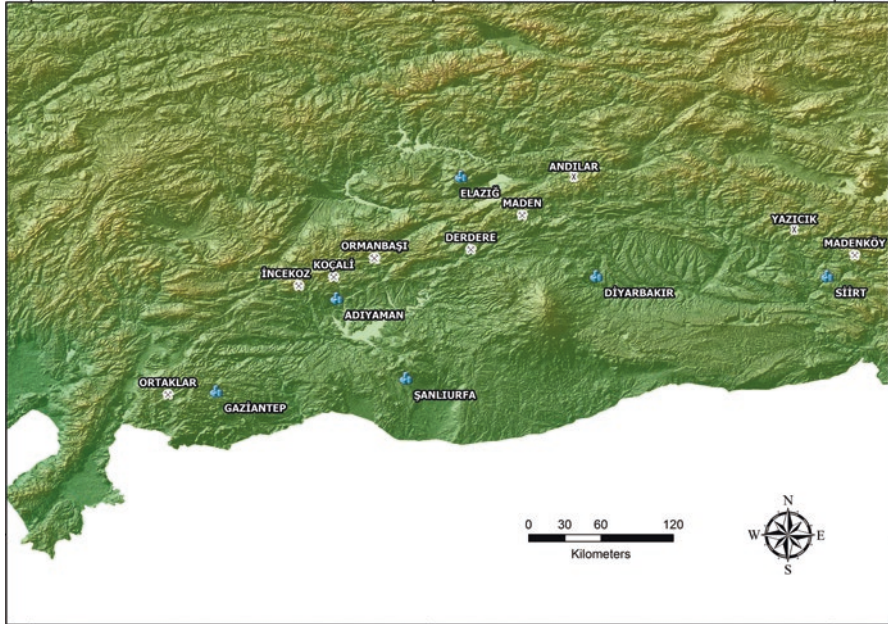 ANDILAR
ELAZIĞ
MADEN
YAZICIK
DERDERE
MADENKÖY
ORMANBAŞI
KOÇALİ
İNCEKOZ
DİYARBAKIR
SİİRT
ADIYAMAN
ORTAKLAR
GAZİANTEP
ŞANLIURFA
0 30 60 120
Kilometers
N
W E
S